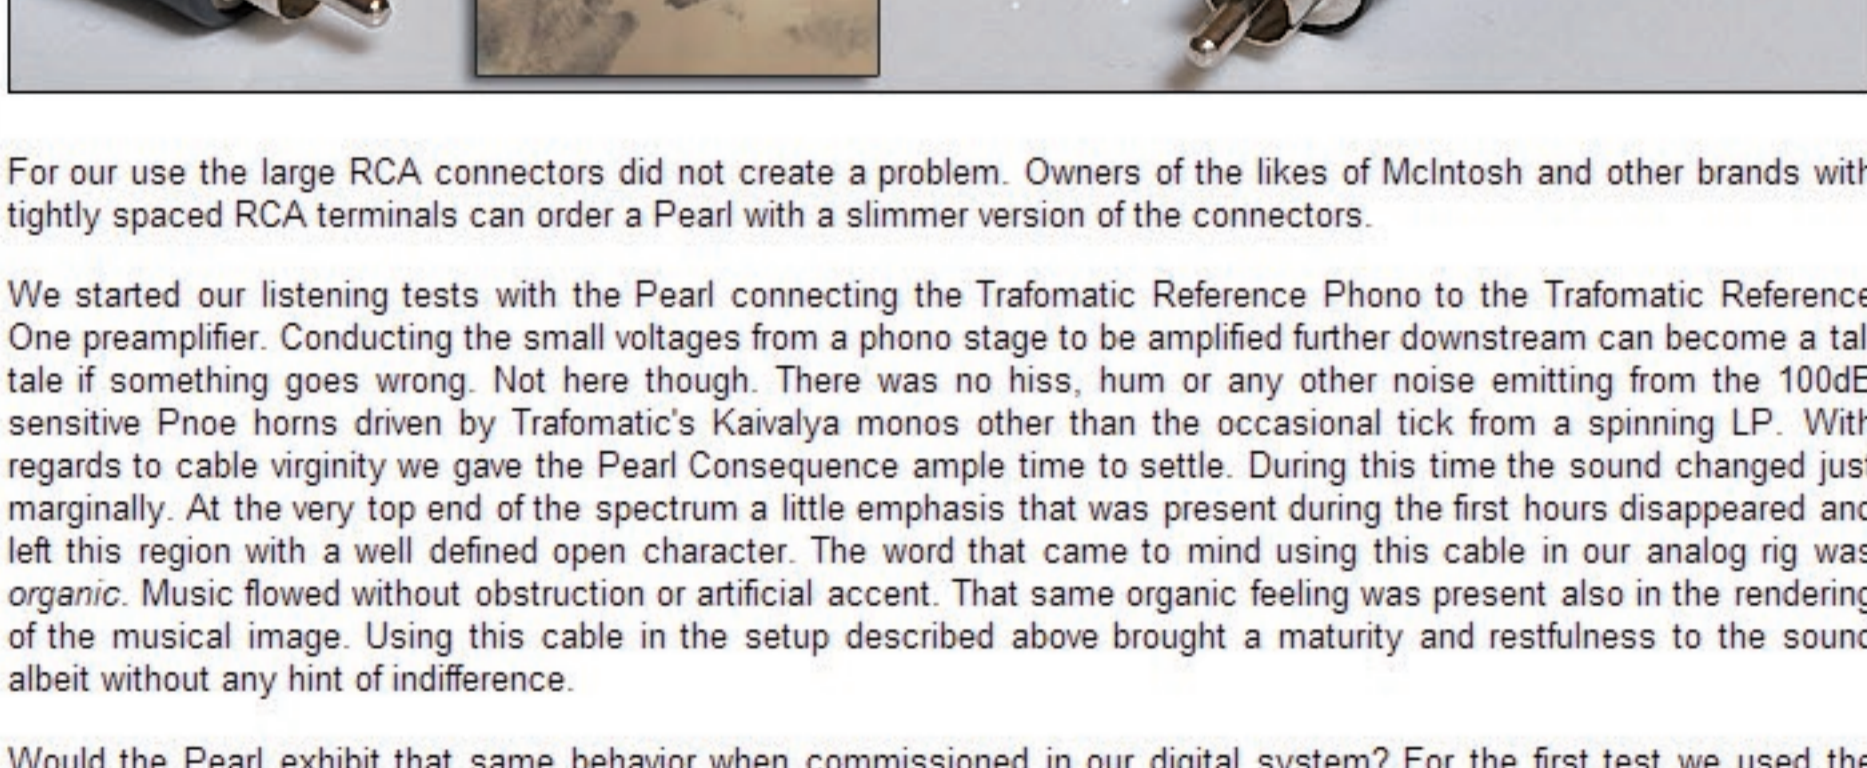 For our use the large RCA connectors did not create a problem. Owners of the likes of McIntosh and other brands with
tightly spaced RCA terminals can order a Pearl with a slimmer version of the connectors.
We started our listening tests with the Pearl connecting the Trafomatic Reference Phono to the Trafomatic Reference
One preamplifier. Conducting the small voltages from a phono stage to be amplified further downstream can become a tall
tale if something goes wrong. Not here though. There was no hiss, hum or any other noise emitting from the 100dB
sensitive Pnoe horns driven by Trafomatic's Kaivalya monos other than the occasional tick from a spinning LP. With
regards to cable virginity we gave the Pearl Consequence ample time to settle. During this time the sound changed just
marginally. At the very top end of the spectrum a little emphasis that was present during the first hours disappeared and
left this region with a well defined open character. The word that came to mind using this cable in our analog rig was
organic. Music flowed without obstruction or artificial accent. That same organic feeling was present also in the rendering
of the musical image. Using this cable in the setup described above brought a maturity and restfulness to the sound
albeit without any hint of indifference.
Would the Pearl exhibit that same behavior when commissioned in our digital system? For the first test we used the